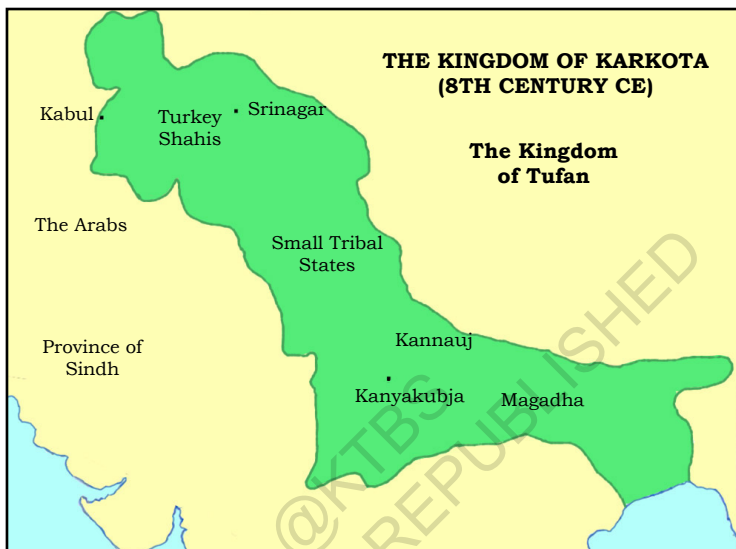 THE KINGDOM OF KARKOTA
(8TH CENTURY CE)
The Kingdom
of Tufan
Kabul
Turkey
Shahis
Srinagar
The Arabs
Small Tribal
States
Province of
Sindh
Kannauj
Kanyakubja
Magadha
@KTBS
REPUBLISHED